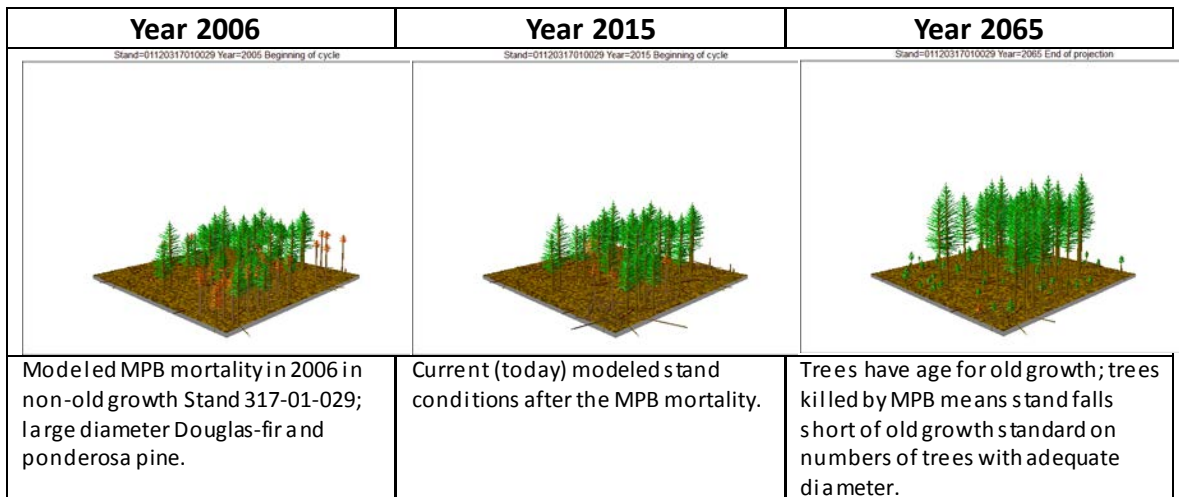 Year 2006
Year 2015
Year 2065
Stand=01120317010029 Year=2005 Beginning of cycle
Stand=01120317010029 Year=2015 Beginning of cycle
Stand=01120317010029 Year=2065 End of projection
Modeled MPB mortality in 2006 in
non-old growth Stand 317-01-029;
large diameter Douglas-fir and
ponderosa pine.
Current (today) modeled stand
conditions after the MPB mortality.
Trees have age for old growth; trees
killed by MPB means stand falls
short of old growth standard on
numbers of trees with adequate
diameter.